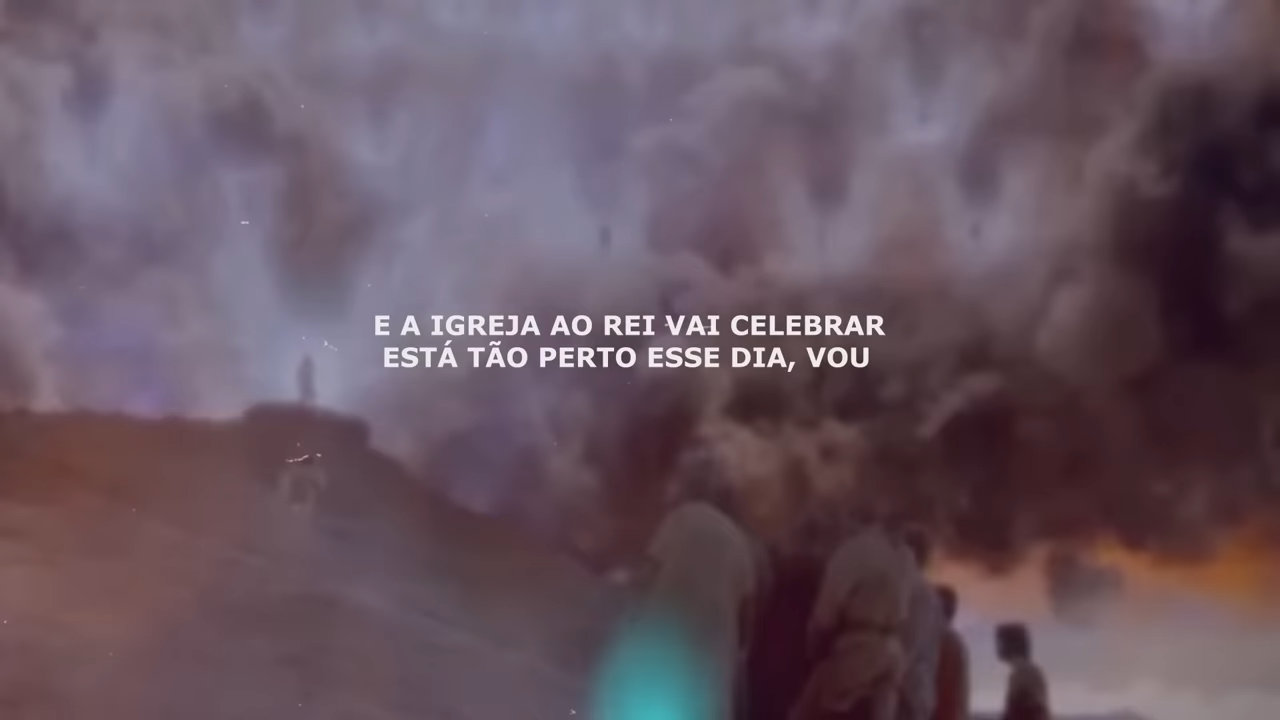 E A IGREJA AO REI VAI CELEBRAR
ESTÁ TÃO PERTO ESSE DIA, VOU